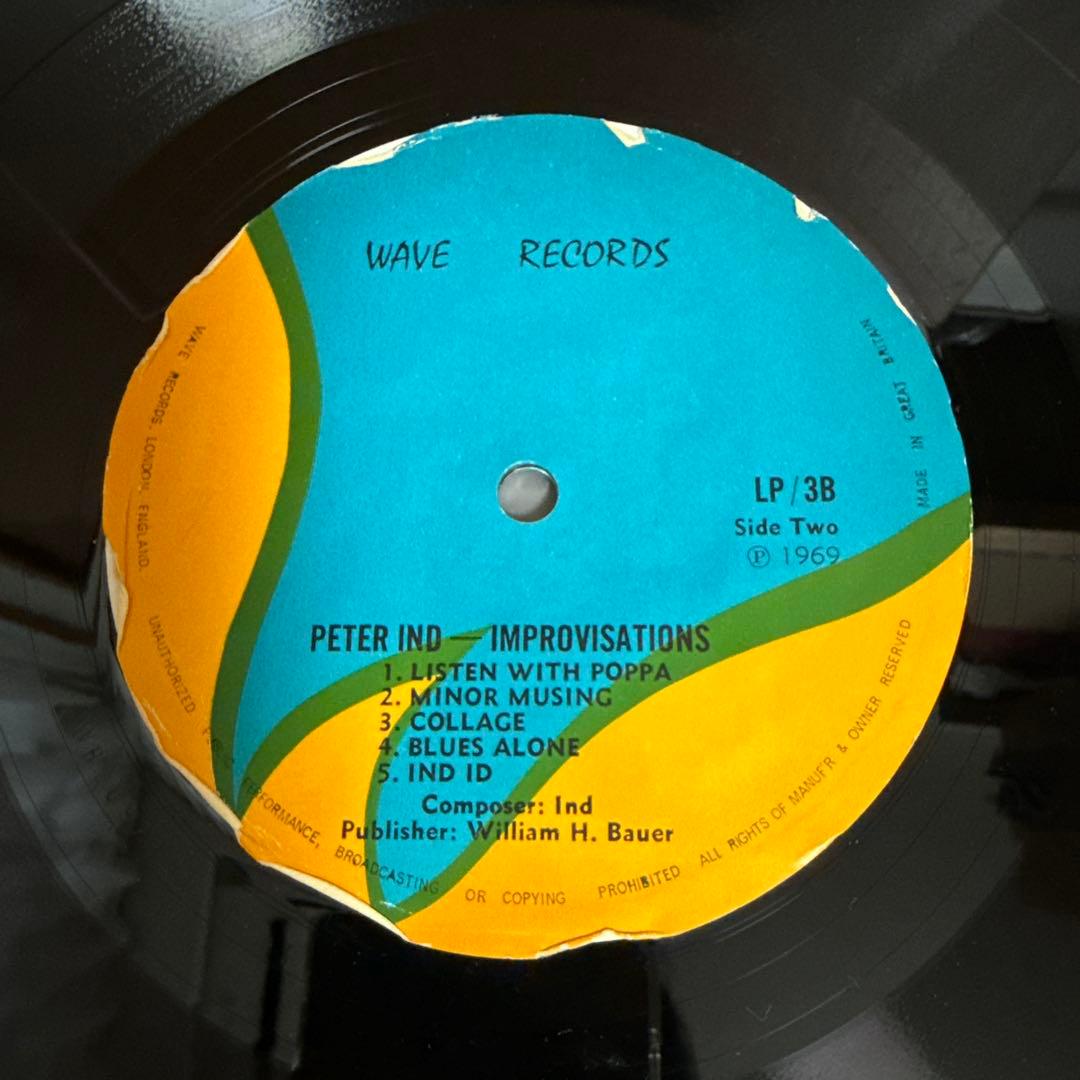 WAVE RECORDS
LP/3B
Side Two
Ⓟ 1969
PETER IND — IMPROVISATIONS
1. LISTEN WITH POPPA
2. MINOR MUSING
3. COLLAGE
4. BLUES ALONE
5. IND ID
Composer: Ind
Publisher: William H. Bauer
WAVE RECORDS. LONDON, ENGLAND. UNAUTHORIZED PERFORMANCE, BROADCASTING OR COPYING PROHIBITED ALL RIGHTS OF MANUF'R & OWNER RESERVED
MADE IN GREAT BRITAIN